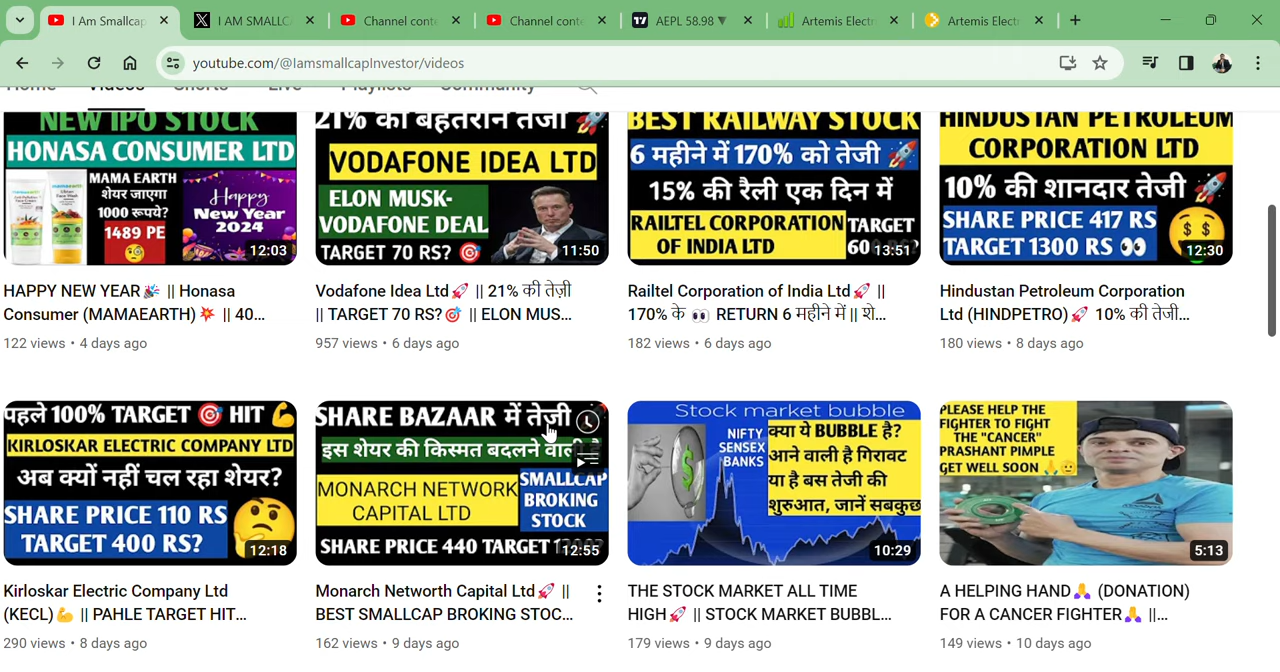 I Am Smallcap
I AM SMALLC
Channel conte
Channel conte
AEPL 58.98 ▼
Artemis Electr
Artemis Elect
youtube.com/@IamsmallcapInvestor/videos
Home
Videos
Shorts
Live
Playlists
Community
NEW IPO STOCK
HONASA CONSUMER LTD
MAMA EARTH
शेयर जाएगा
1000 रूपये?
1489 PE
Happy
New Year
2024
12:03
21% की बेहतरीन तेजी 🚀
VODAFONE IDEA LTD
ELON MUSK-
VODAFONE DEAL
TARGET 70 RS? 🎯
11:50
BEST RAILWAY STOCK
6 महीने में 170% को तेजी 🚀
15% की रैली एक दिन में
RAILTEL CORPORATION
OF INDIA LTD
TARGET
13:51
HINDUSTAN PETROLEUM
CORPORATION LTD
10% की शानदार तेजी 🚀
SHARE PRICE 417 RS
TARGET 1300 RS 👀
12:30
HAPPY NEW YEAR🎉 || Honasa
Consumer (MAMAEARTH)💥 || 40...
122 views • 4 days ago
Vodafone Idea Ltd🚀 || 21% की तेज़ी
|| TARGET 70 RS?🎯 || ELON MUS...
957 views • 6 days ago
Railtel Corporation of India Ltd🚀 ||
170% के 👀 RETURN 6 महीने में || शे...
182 views • 6 days ago
Hindustan Petroleum Corporation
Ltd (HINDPETRO)🚀 10% की तेजी...
180 views • 8 days ago
पहले 100% TARGET 🎯 HIT 💪
KIRLOSKAR ELECTRIC COMPANY LTD
अब क्यों नहीं चल रहा शेयर?
SHARE PRICE 110 RS
TARGET 400 RS?
12:18
SHARE BAZAAR में तेज़ी
इस शेयर की किस्मत बदलने
MONARCH NETWORK
CAPITAL LTD
SMALLCAP
BROKING
STOCK
SHARE PRICE 440 TARGET
12:55
Stock market bubble
NIFTY
SENSEX
BANKS
क्या ये BUBBLE है?
आने वाली है गिरावट
या है बस तेजी की
शुरुआत, जानें सबकुछ
10:29
PLEASE HELP THE
FIGHTER TO FIGHT
THE "CANCER"
PRASHANT PIMPLE
GET WELL SOON 🙏
5:13
Kirloskar Electric Company Ltd
(KECL)💪 || PAHLE TARGET HIT...
290 views • 8 days ago
Monarch Networth Capital Ltd🚀 ||
BEST SMALLCAP BROKING STOC...
162 views • 9 days ago
THE STOCK MARKET ALL TIME
HIGH🚀 || STOCK MARKET BUBBL...
179 views • 9 days ago
A HELPING HAND🙏 (DONATION)
FOR A CANCER FIGHTER🙏 ||...
149 views • 10 days ago